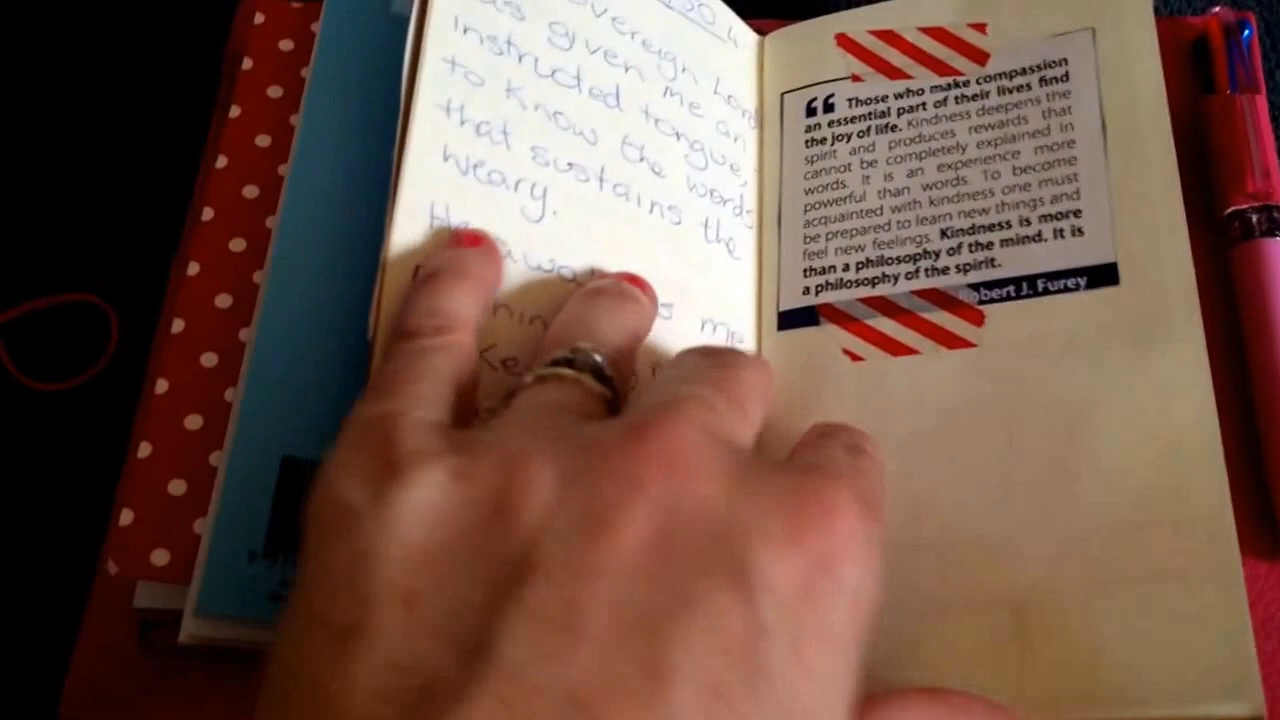 overeign Lord
as given me an
instructed tongue,
to know the words
that sustains the
weary.
me
Those who make compassion
an essential part of their lives find
the joy of life. Kindness deepens the
spirit and produces rewards that
cannot be completely explained in
words. It is an experience more
powerful than words. To become
acquainted with kindness one must
be prepared to learn new things and
feel new feelings. Kindness is more
than a philosophy of the mind. It is
a philosophy of the spirit.
obert J. Furey